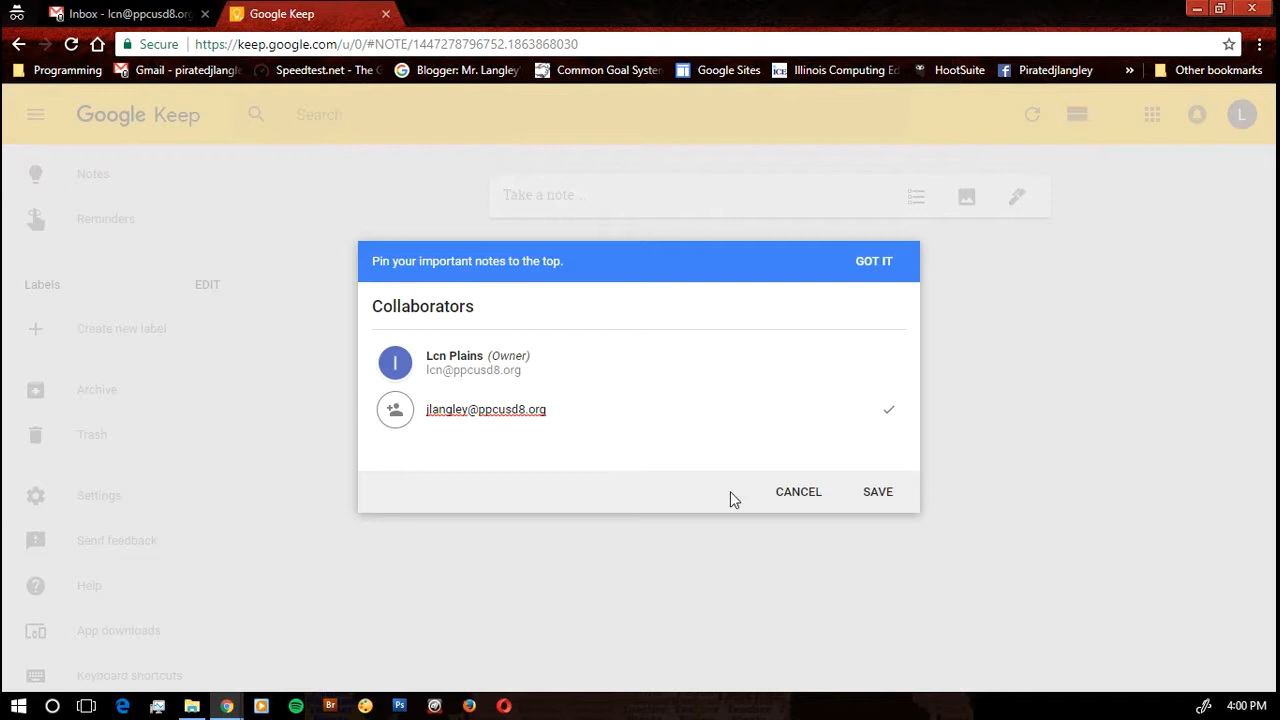 Inbox - lcn@ppcusd8.org
Google Keep
Secure
https://keep.google.com/u/0/#NOTE/1447278796752.1863868030
Programming
Gmail - piratedjlangle
Speedtest.net - The G
Blogger: Mr. Langley'
Common Goal System
Google Sites
Illinois Computing Ed
HootSuite
Piratedjlangley
»
Other bookmarks
Google Keep
Search
L
Notes
Take a note...
Reminders
Pin your important notes to the top.
GOT IT
Labels
EDIT
Collaborators
Create new label
l
Lcn Plains (Owner)
lcn@ppcusd8.org
Archive
jlangley@ppcusd8.org
Trash
CANCEL
SAVE
Settings
Send feedback
Help
App downloads
Keyboard shortcuts
Br
Ps
4:00 PM